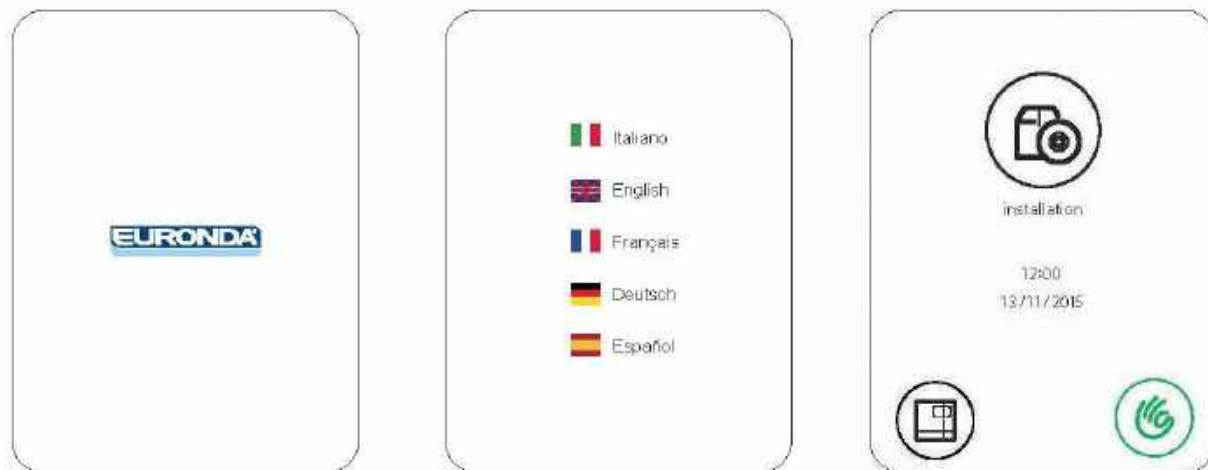 EURONDA
Italiano
English
Français
Deutsch
Español
installation
12:00
13/11/2015